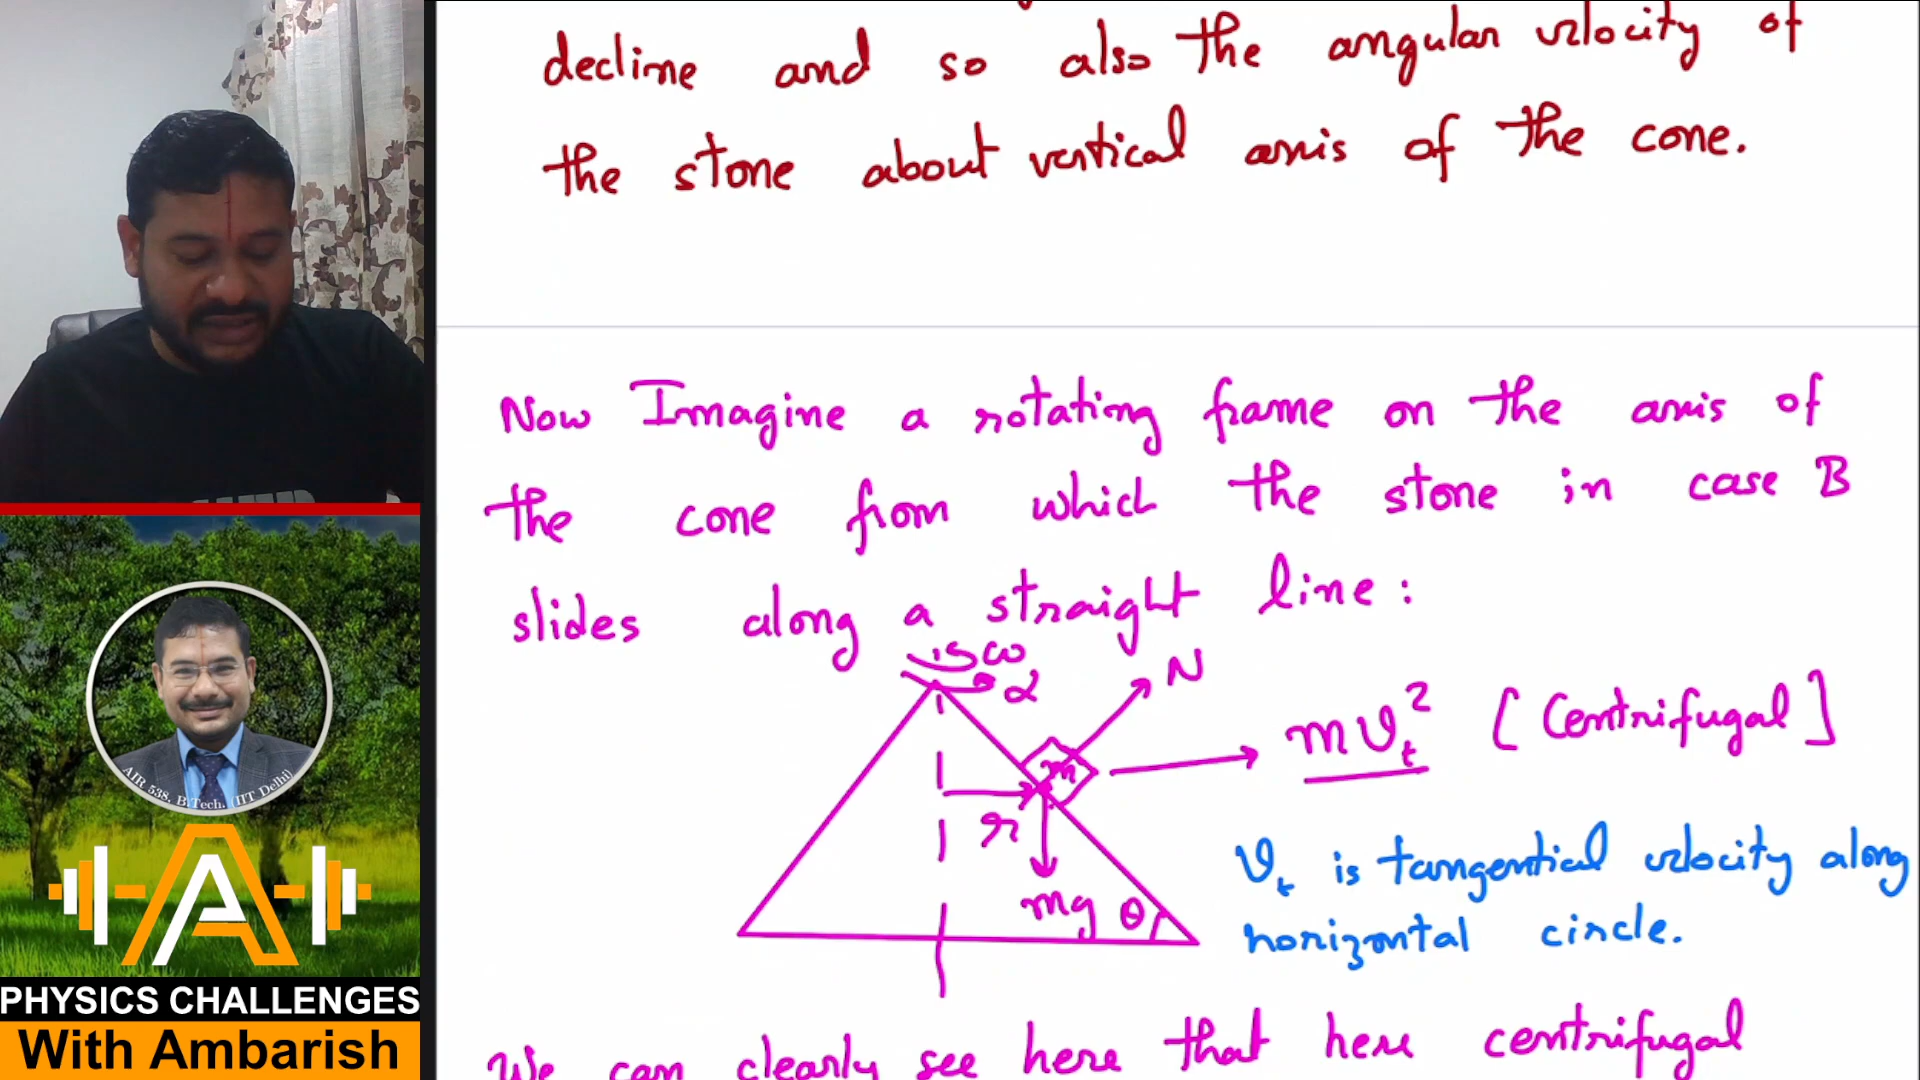 decline and so also the angular velocity of
the stone about vertical axis of the cone.
Now Imagine a rotating frame on the axis of
the cone from which the stone in case B
slides along a straight line:
ω
α
N
mv_t² [Centrifugal]
m
r
mg θ
v_t is tangential velocity along
horizontal circle.
We can clearly see here that here centrifugal
AIR 538, B.Tech. (IIT Delhi)
PHYSICS CHALLENGES
With Ambarish